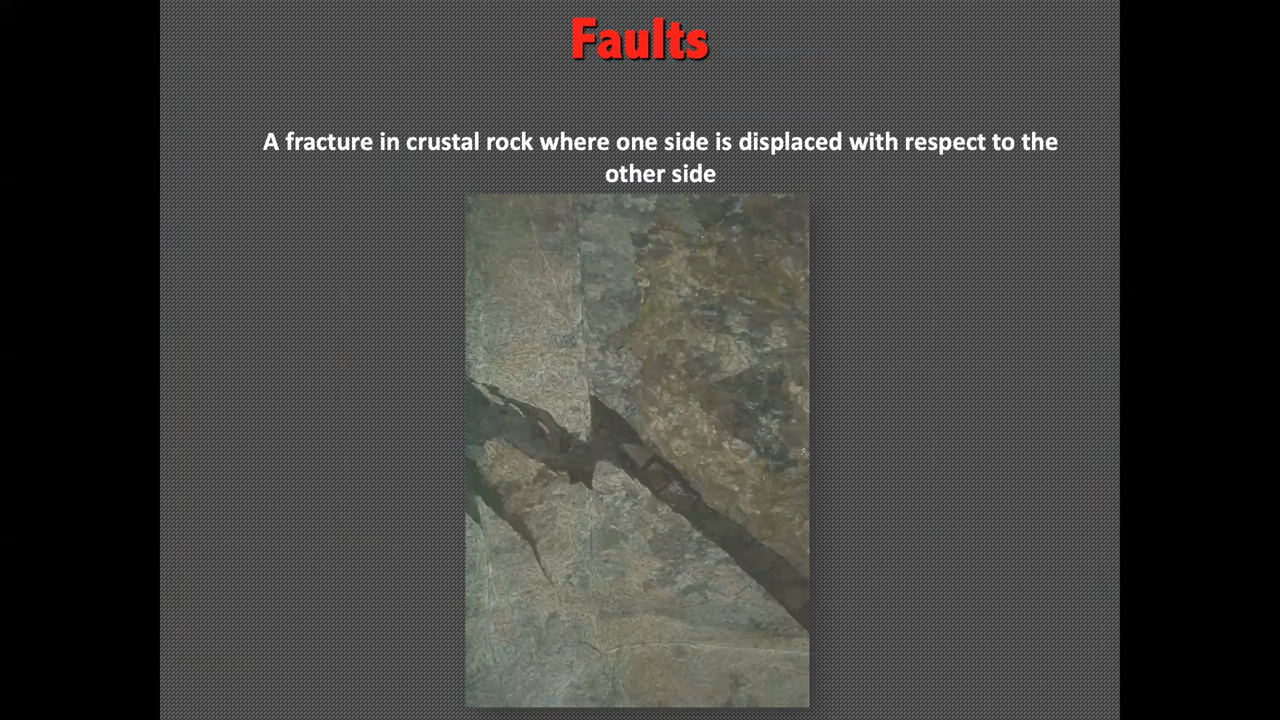 Faults
A fracture in crustal rock where one side is displaced with respect to the
other side